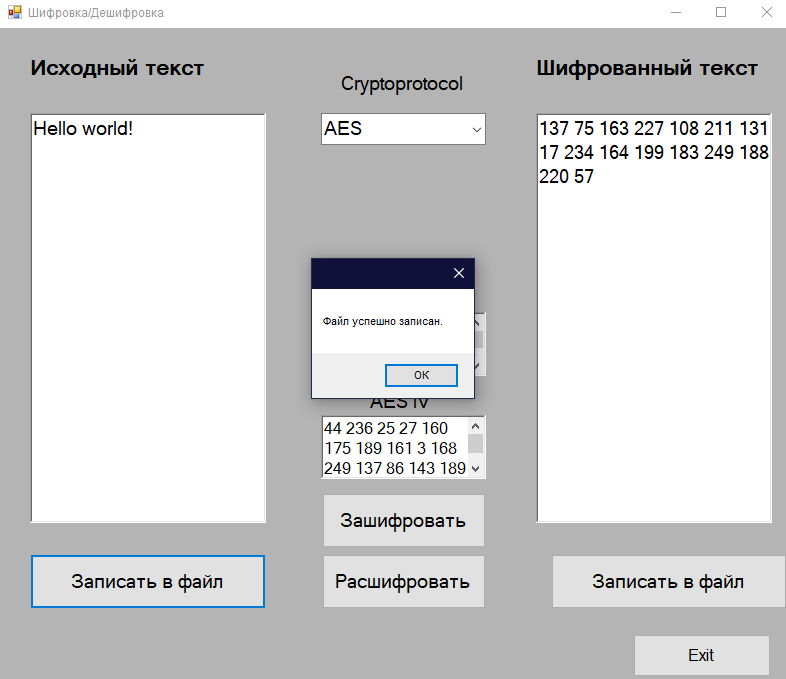 Шифровка/Дешифровка
Исходный текст
Cryptoprotocol
Шифрованный текст
Hello world!
AES
137 75 163 227 108 211 131
17 234 164 199 183 249 188
220 57
Файл успешно записан.
OK
AES IV
44 236 25 27 160
175 189 161 3 168
249 137 86 143 189
Зашифровать
Записать в файл
Расшифровать
Записать в файл
Exit